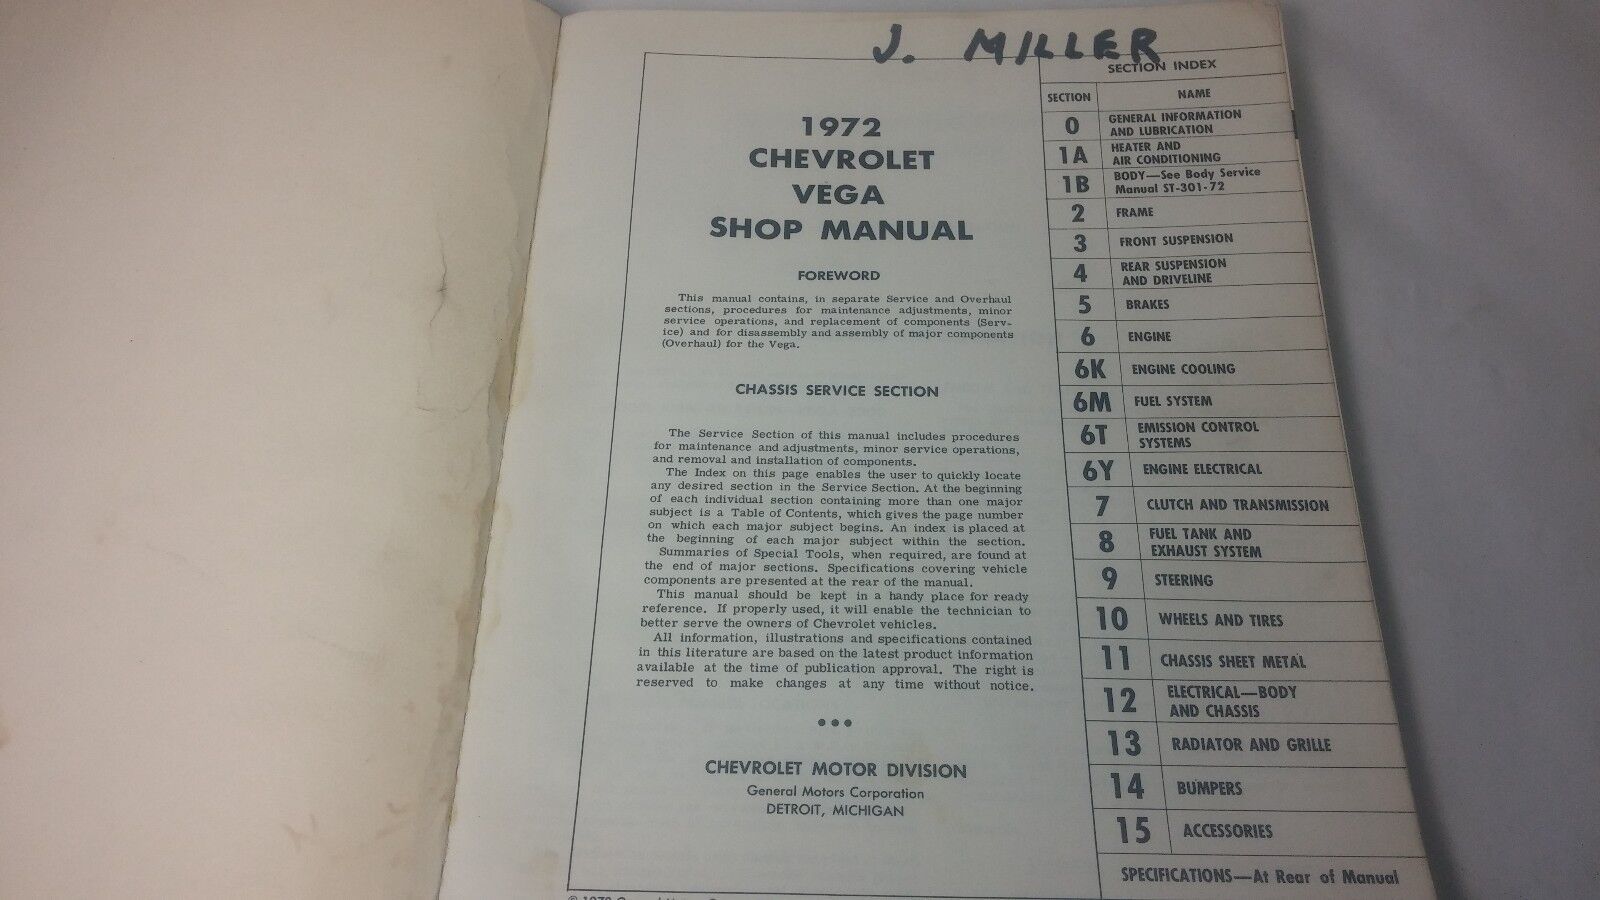 J. MILLER
1972
CHEVROLET
VEGA
SHOP MANUAL
FOREWORD
This manual contains, in separate Service and Overhaul
sections, procedures for maintenance adjustments, minor
service operations, and replacement of components (Serv-
ice) and for disassembly and assembly of major components
(Overhaul) for the Vega.
CHASSIS SERVICE SECTION
The Service Section of this manual includes procedures
for maintenance and adjustments, minor service operations,
and removal and installation of components.
The Index on this page enables the user to quickly locate
any desired section in the Service Section. At the beginning
of each individual section containing more than one major
subject is a Table of Contents, which gives the page number
on which each major subject begins. An index is placed at
the beginning of each major subject within the section.
Summaries of Special Tools, when required, are found at
the end of major sections. Specifications covering vehicle
components are presented at the rear of the manual.
This manual should be kept in a handy place for ready
reference. If properly used, it will enable the technician to
better serve the owners of Chevrolet vehicles.
All information, illustrations and specifications contained
in this literature are based on the latest product information
available at the time of publication approval. The right is
reserved to make changes at any time without notice.
CHEVROLET MOTOR DIVISION
General Motors Corporation
DETROIT, MICHIGAN
SECTION INDEX
SECTION NAME
0 GENERAL INFORMATION
AND LUBRICATION
1A HEATER AND
AIR CONDITIONING
1B BODY—See Body Service
Manual ST-301-72
2 FRAME
3 FRONT SUSPENSION
4 REAR SUSPENSION
AND DRIVELINE
5 BRAKES
6 ENGINE
6K ENGINE COOLING
6M FUEL SYSTEM
6T EMISSION CONTROL
SYSTEMS
6Y ENGINE ELECTRICAL
7 CLUTCH AND TRANSMISSION
8 FUEL TANK AND
EXHAUST SYSTEM
9 STEERING
10 WHEELS AND TIRES
11 CHASSIS SHEET METAL
12 ELECTRICAL—BODY
AND CHASSIS
13 RADIATOR AND GRILLE
14 BUMPERS
15 ACCESSORIES
SPECIFICATIONS—At Rear of Manual